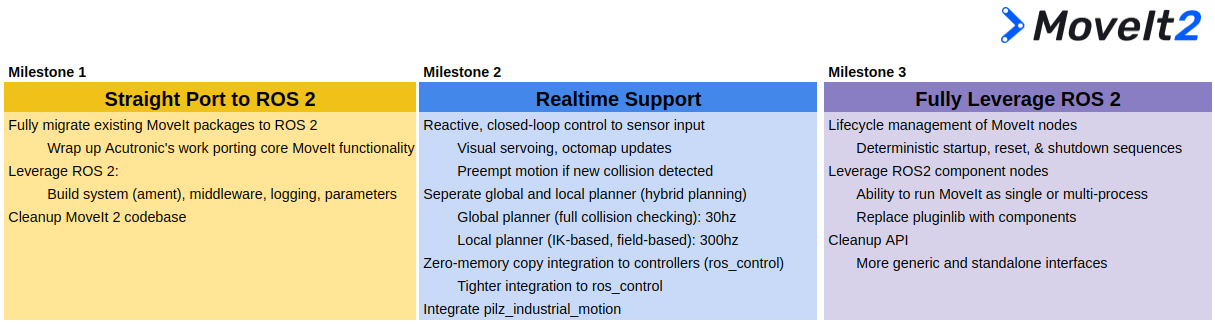 MoveIt2
Milestone 1
Straight Port to ROS 2
Fully migrate existing MoveIt packages to ROS 2
Wrap up Acutronic's work porting core MoveIt functionality
Leverage ROS 2:
Build system (ament), middleware, logging, parameters
Cleanup MoveIt 2 codebase
Milestone 2
Realtime Support
Reactive, closed-loop control to sensor input
Visual servoing, octomap updates
Preempt motion if new collision detected
Seperate global and local planner (hybrid planning)
Global planner (full collision checking): 30hz
Local planner (IK-based, field-based): 300hz
Zero-memory copy integration to controllers (ros_control)
Tighter integration to ros_control
Integrate pilz_industrial_motion
Milestone 3
Fully Leverage ROS 2
Lifecycle management of MoveIt nodes
Deterministic startup, reset, & shutdown sequences
Leverage ROS2 component nodes
Ability to run MoveIt as single or multi-process
Replace pluginlib with components
Cleanup API
More generic and standalone interfaces